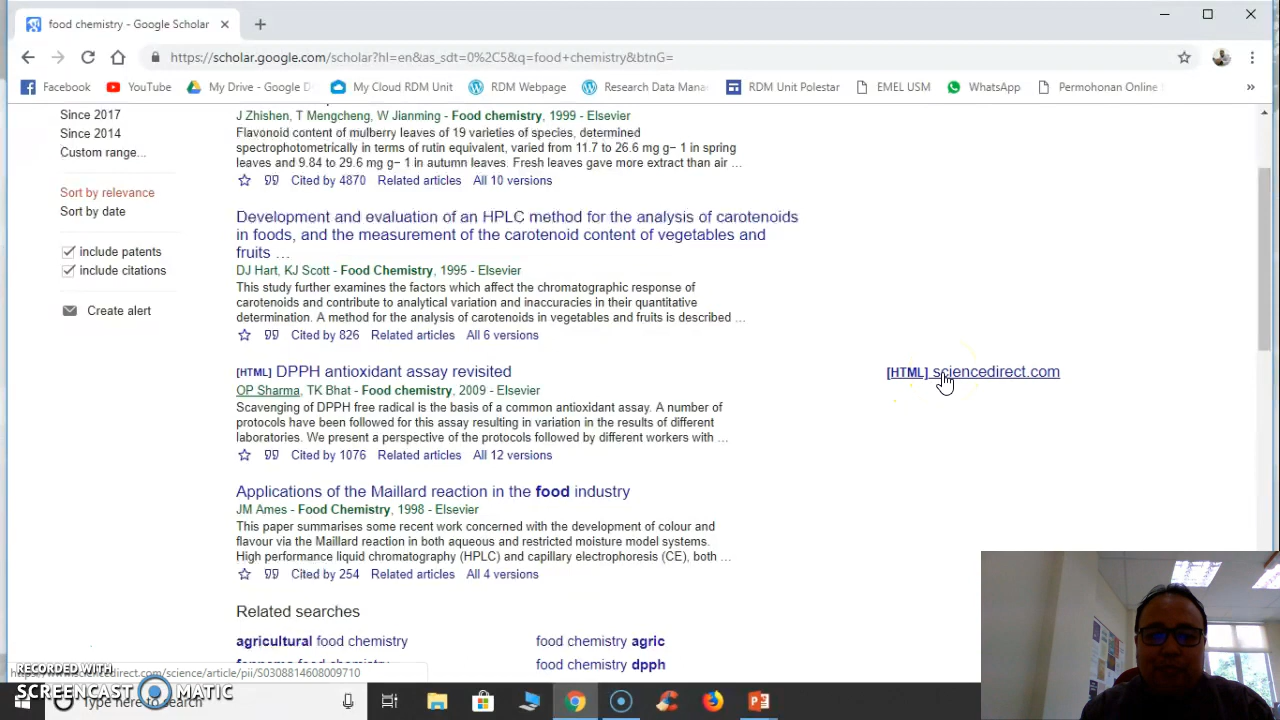 food chemistry - Google Scholar
https://scholar.google.com/scholar?hl=en&as_sdt=0%2C5&q=food+chemistry&btnG=
Facebook YouTube My Drive - Google D My Cloud RDM Unit RDM Webpage Research Data Mana RDM Unit Polestar EMEL USM WhatsApp Permohonan Online
Since 2017
Since 2014
Custom range...
Sort by relevance
Sort by date
include patents
include citations
Create alert
J Zhishen, T Mengcheng, W Jianming - Food chemistry, 1999 - Elsevier
Flavonoid content of mulberry leaves of 19 varieties of species, determined
spectrophotometrically in terms of rutin equivalent, varied from 11.7 to 26.6 mg g− 1 in spring
leaves and 9.84 to 29.6 mg g− 1 in autumn leaves. Fresh leaves gave more extract than air ...
Cited by 4870 Related articles All 10 versions
Development and evaluation of an HPLC method for the analysis of carotenoids
in foods, and the measurement of the carotenoid content of vegetables and
fruits ...
DJ Hart, KJ Scott - Food Chemistry, 1995 - Elsevier
This study further examines the factors which affect the chromatographic response of
carotenoids and contribute to analytical variation and inaccuracies in their quantitative
determination. A method for the analysis of carotenoids in vegetables and fruits is described ...
Cited by 826 Related articles All 6 versions
[HTML] DPPH antioxidant assay revisited
[HTML] sciencedirect.com
OP Sharma, TK Bhat - Food chemistry, 2009 - Elsevier
Scavenging of DPPH free radical is the basis of a common antioxidant assay. A number of
protocols have been followed for this assay resulting in variation in the results of different
laboratories. We present a perspective of the protocols followed by different workers with ...
Cited by 1076 Related articles All 12 versions
Applications of the Maillard reaction in the food industry
JM Ames - Food Chemistry, 1998 - Elsevier
This paper summarises some recent work concerned with the development of colour and
flavour via the Maillard reaction in both aqueous and restricted moisture model systems.
High performance liquid chromatography (HPLC) and capillary electrophoresis (CE), both ...
Cited by 254 Related articles All 4 versions
Related searches
agricultural food chemistry food chemistry agric
food chemistry food chemistry dpph
https://www.sciencedirect.com/science/article/pii/S0308814608009710
RECORDED WITH
SCREENCAST MATIC
Type here to search